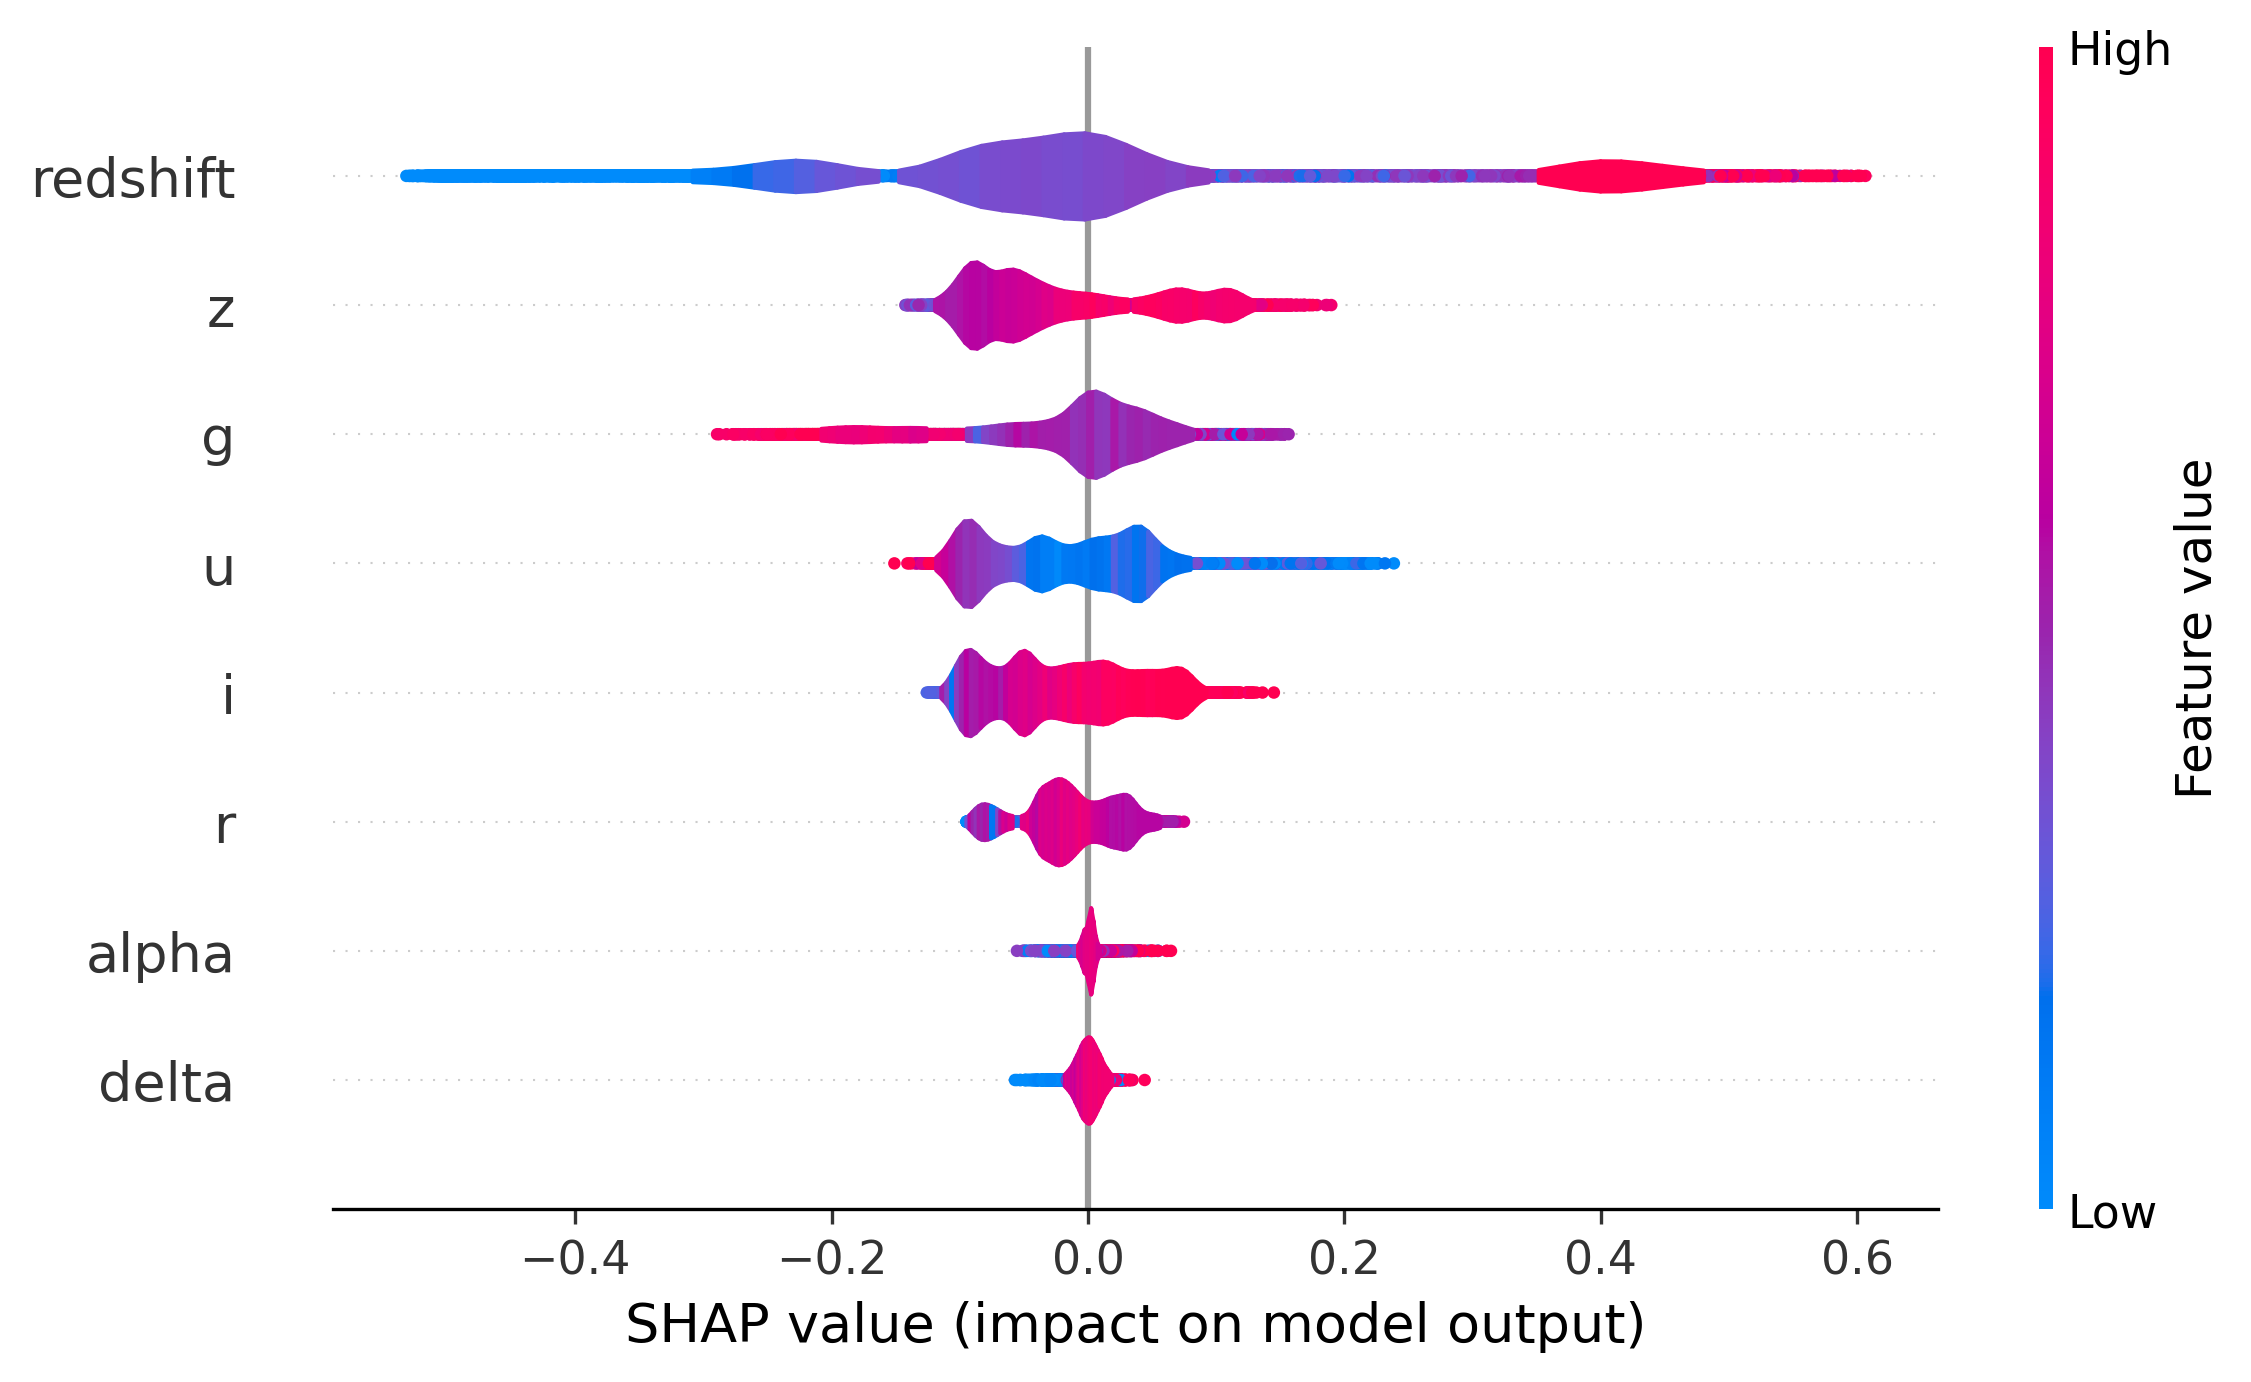 High
redshift
z
g
u
i
r
alpha
delta
Feature value
Low
−0.4 −0.2 0.0 0.2 0.4 0.6
SHAP value (impact on model output)